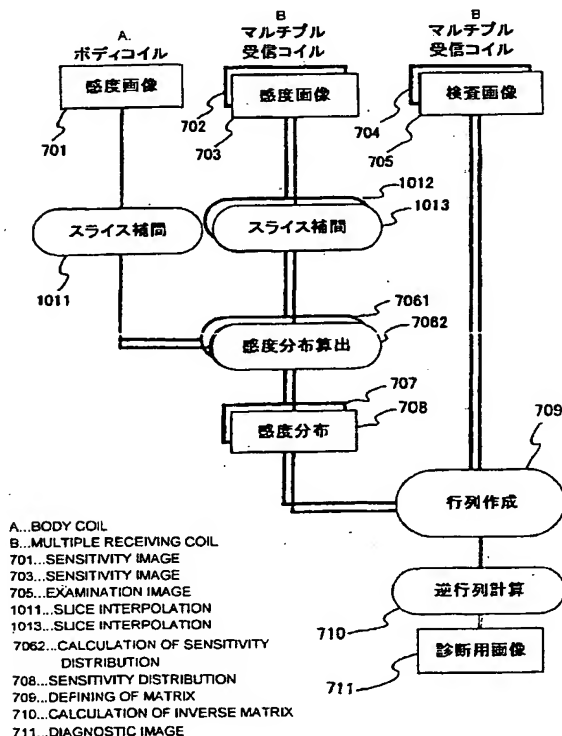 A.
ボディコイル
B
マルチプル
受信コイル
B
マルチプル
受信コイル
感度画像
感度画像
検査画像
701
702
703
704
705
1012
1013
スライス補間
スライス補間
1011
7061
7062
感度分布算出
707
708
感度分布
709
行列作成
逆行列計算
710
診断用画像
711
A...BODY COIL
B...MULTIPLE RECEIVING COIL
701...SENSITIVITY IMAGE
703...SENSITIVITY IMAGE
705...EXAMINATION IMAGE
1011...SLICE INTERPOLATION
1013...SLICE INTERPOLATION
7062...CALCULATION OF SENSITIVITY
DISTRIBUTION
708...SENSITIVITY DISTRIBUTION
709...DEFINING OF MATRIX
710...CALCULATION OF INVERSE MATRIX
711...DIAGNOSTIC IMAGE